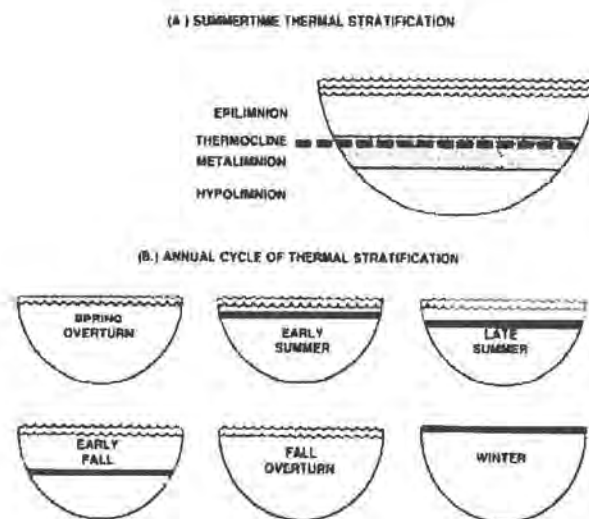 (A.) SUMMERTIME THERMAL STRATIFICATION
EPILIMNION
THERMOCLINE
METALIMNION
HYPOLIMNION
(B.) ANNUAL CYCLE OF THERMAL STRATIFICATION
SPRING
OVERTURN
EARLY
SUMMER
LATE
SUMMER
EARLY
FALL
FALL
OVERTURN
WINTER